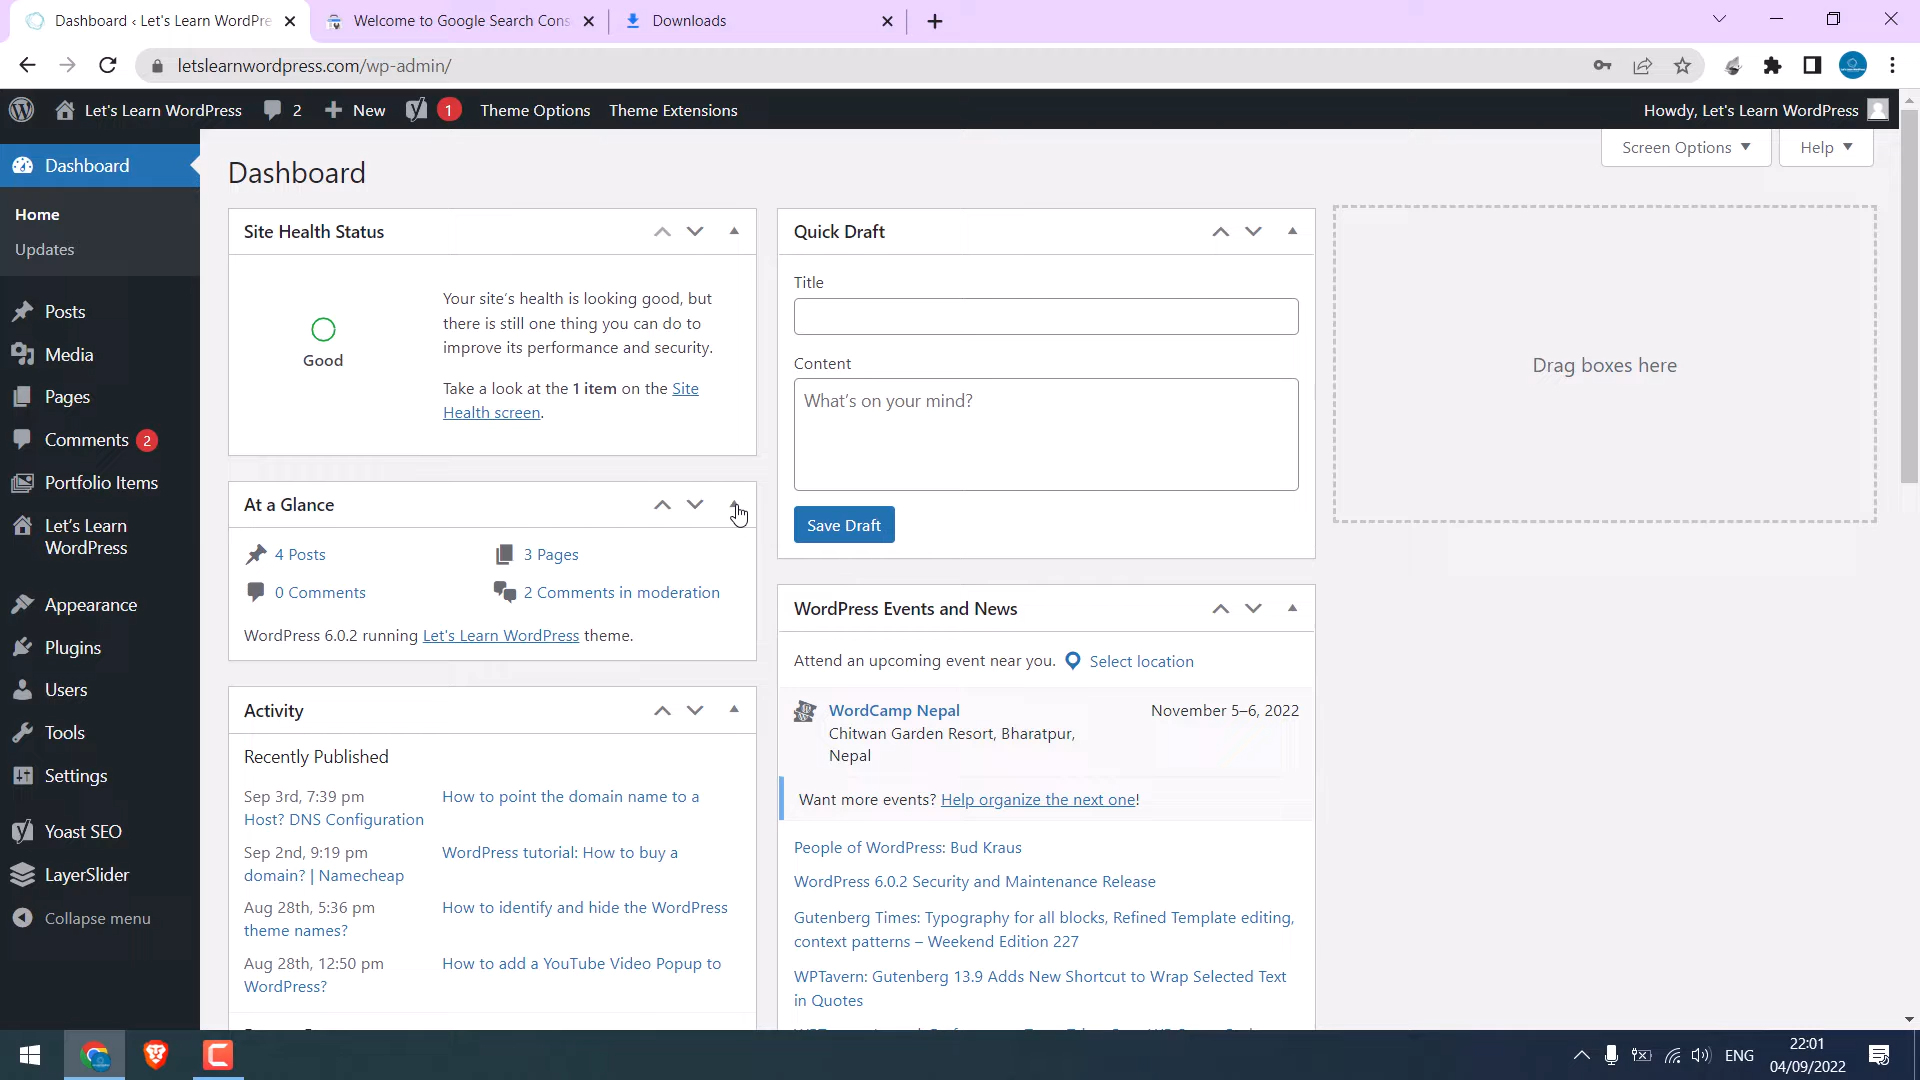 Dashboard ‹ Let's Learn WordPre
Welcome to Google Search Cons
Downloads
letslearnwordpress.com/wp-admin/
Let's Learn WordPress
2
New
1
Theme Options
Theme Extensions
Howdy, Let's Learn WordPress
Dashboard
Home
Updates
Posts
Media
Pages
Comments 2
Portfolio Items
Let's Learn
WordPress
Appearance
Plugins
Users
Tools
Settings
Yoast SEO
LayerSlider
Collapse menu
Screen Options
Help
Dashboard
Site Health Status
Good
Your site's health is looking good, but
there is still one thing you can do to
improve its performance and security.
Take a look at the 1 item on the Site
Health screen.
At a Glance
4 Posts
3 Pages
0 Comments
2 Comments in moderation
WordPress 6.0.2 running Let's Learn WordPress theme.
Activity
Recently Published
Sep 3rd, 7:39 pm
How to point the domain name to a
Host? DNS Configuration
Sep 2nd, 9:19 pm
WordPress tutorial: How to buy a
domain? | Namecheap
Aug 28th, 5:36 pm
How to identify and hide the WordPress
theme names?
Aug 28th, 12:50 pm
How to add a YouTube Video Popup to
WordPress?
Quick Draft
Title
Content
What's on your mind?
Save Draft
WordPress Events and News
Attend an upcoming event near you.
Select location
WordCamp Nepal
November 5–6, 2022
Chitwan Garden Resort, Bharatpur,
Nepal
Want more events? Help organize the next one!
People of WordPress: Bud Kraus
WordPress 6.0.2 Security and Maintenance Release
Gutenberg Times: Typography for all blocks, Refined Template editing,
context patterns – Weekend Edition 227
WPTavern: Gutenberg 13.9 Adds New Shortcut to Wrap Selected Text
in Quotes
Drag boxes here
ENG
22:01
04/09/2022